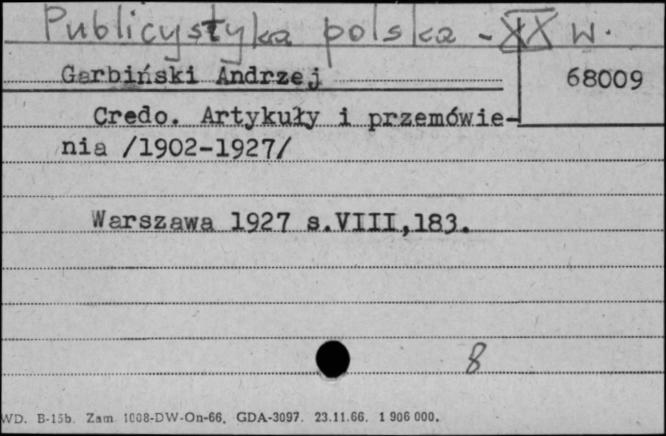 Publicystyka polska - XX w.
Garbiński Andrzej
68009
Credo. Artykuły i przemówie-
nia /1902-1927/
Warszawa 1927 s.VIII,183.
8
WD. B-15b. Zam. 1008-DW-On-66. GDA-3097. 23.11.66. 1 906 000.